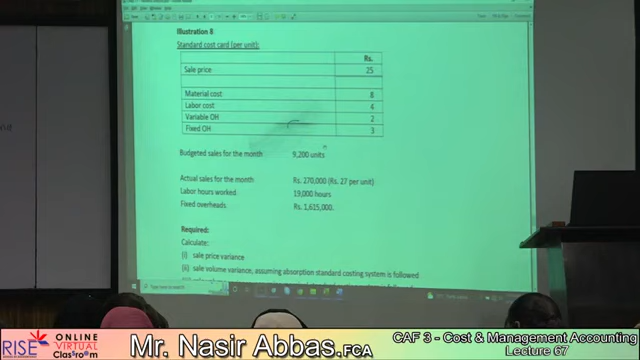 Illustration 8
Standard cost card (per unit):
Rs.
Sale price 25
Material cost 8
Labor cost 4
Variable OH 2
Fixed OH 3
Budgeted sales for the month 9,200 units
Actual sales for the month Rs. 270,000 (Rs. 27 per unit)
Labor hours worked 19,000 hours
Fixed overheads. Rs. 1,615,000.
Required:
Calculate:
(i) sale price variance
(ii) sale volume variance, assuming absorption standard costing system is followed
Type here to search
RISE
ONLINE
VIRTUAL
Classroom
Mr. Nasir Abbas.FCA
CAF 3 - Cost & Management Accounting
Lecture 67